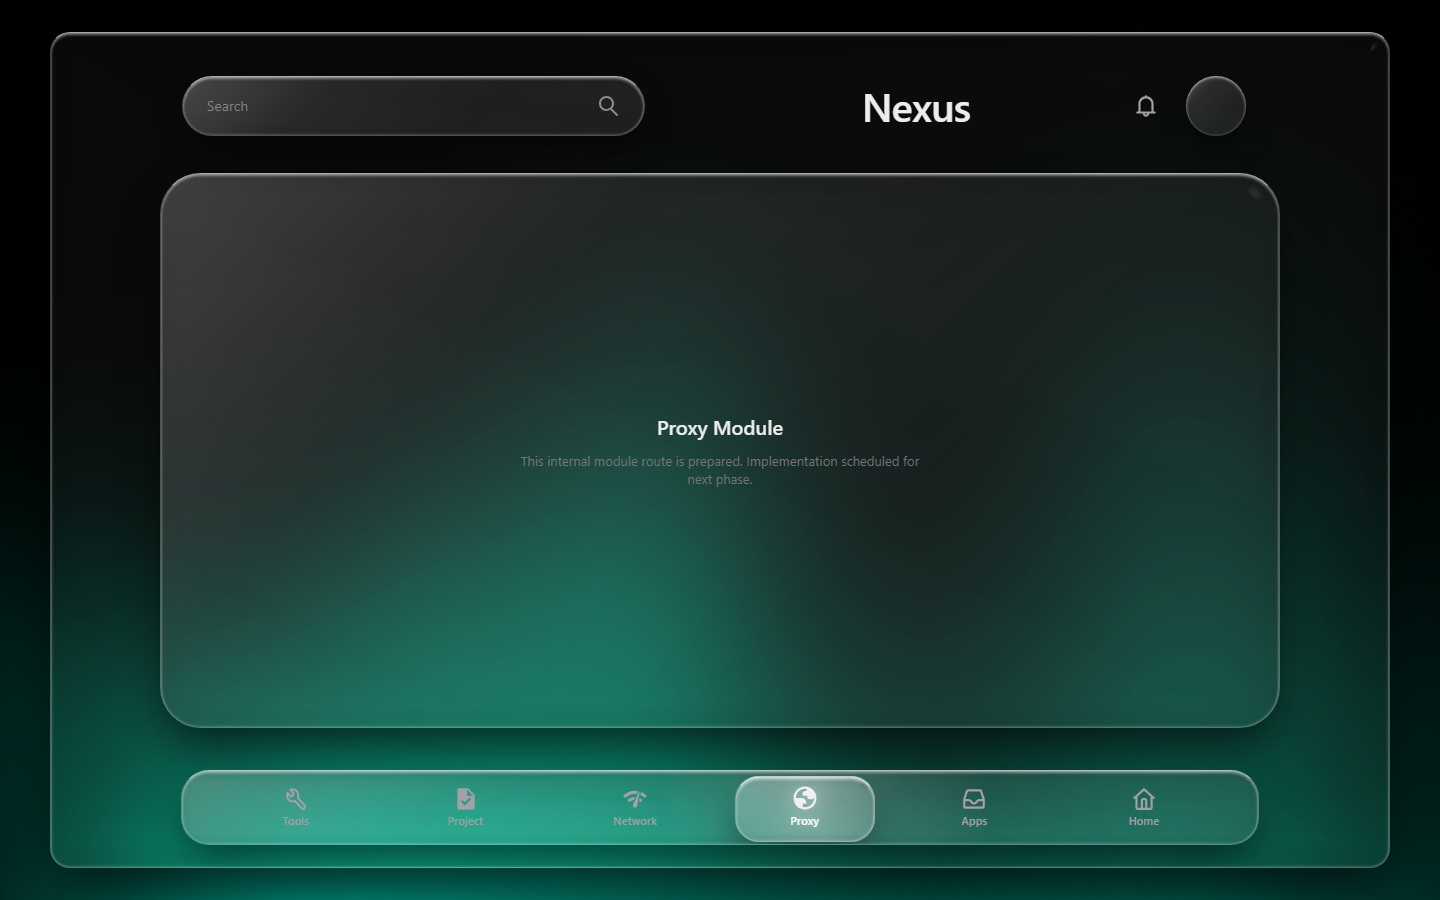 Search
Nexus
Proxy Module
This internal module route is prepared. Implementation scheduled for
next phase.
Tools
Project
Network
Proxy
Apps
Home